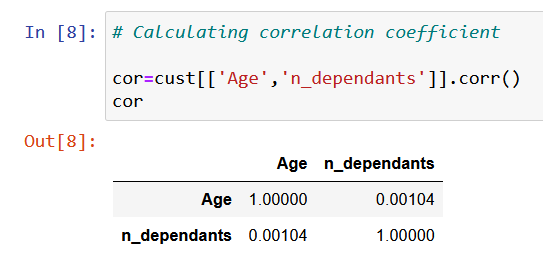 In [8]: # Calculating correlation coefficient
cor=cust[['Age','n_dependants']].corr()
cor
Out[8]:
Age n_dependants
Age 1.00000 0.00104
n_dependants 0.00104 1.00000